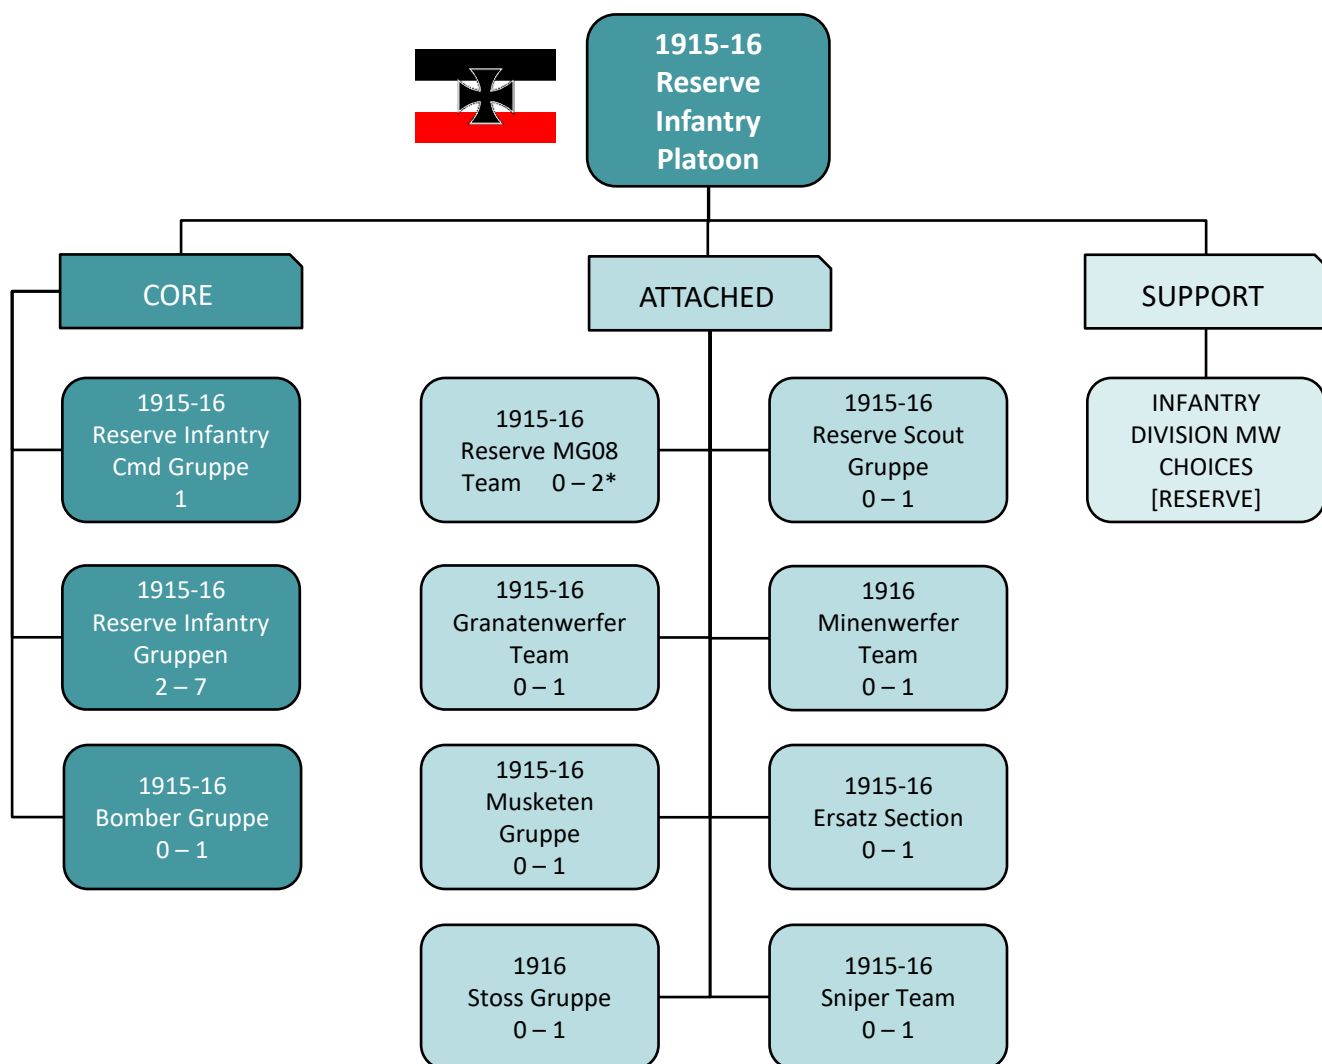 1915-16
Reserve
Infantry
Platoon
CORE
ATTACHED
SUPPORT
1915-16
Reserve Infantry
Cmd Gruppe
1
1915-16
Reserve MG08
Team 0 – 2*
1915-16
Reserve Scout
Gruppe
0 – 1
INFANTRY
DIVISION MW
CHOICES
[RESERVE]
1915-16
Reserve Infantry
Gruppen
2 – 7
1915-16
Granatenwerfer
Team
0 – 1
1916
Minenwerfer
Team
0 – 1
1915-16
Bomber Gruppe
0 – 1
1915-16
Musketen
Gruppe
0 – 1
1915-16
Ersatz Section
0 – 1
1916
Stoss Gruppe
0 – 1
1915-16
Sniper Team
0 – 1